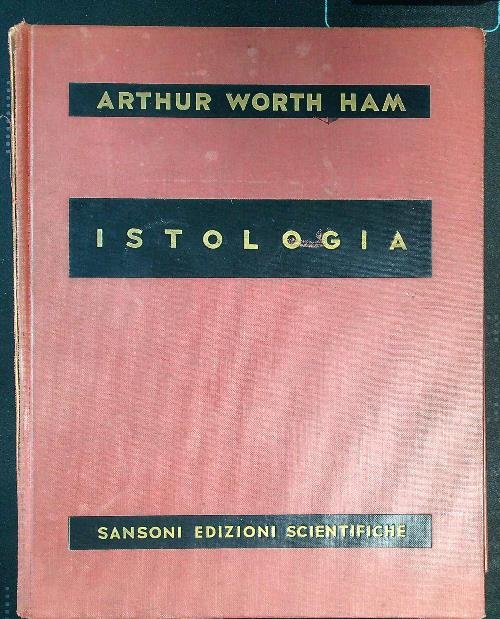 ARTHUR WORTH HAM
ISTOLOGIA
SANSONI EDIZIONI SCIENTIFICHE